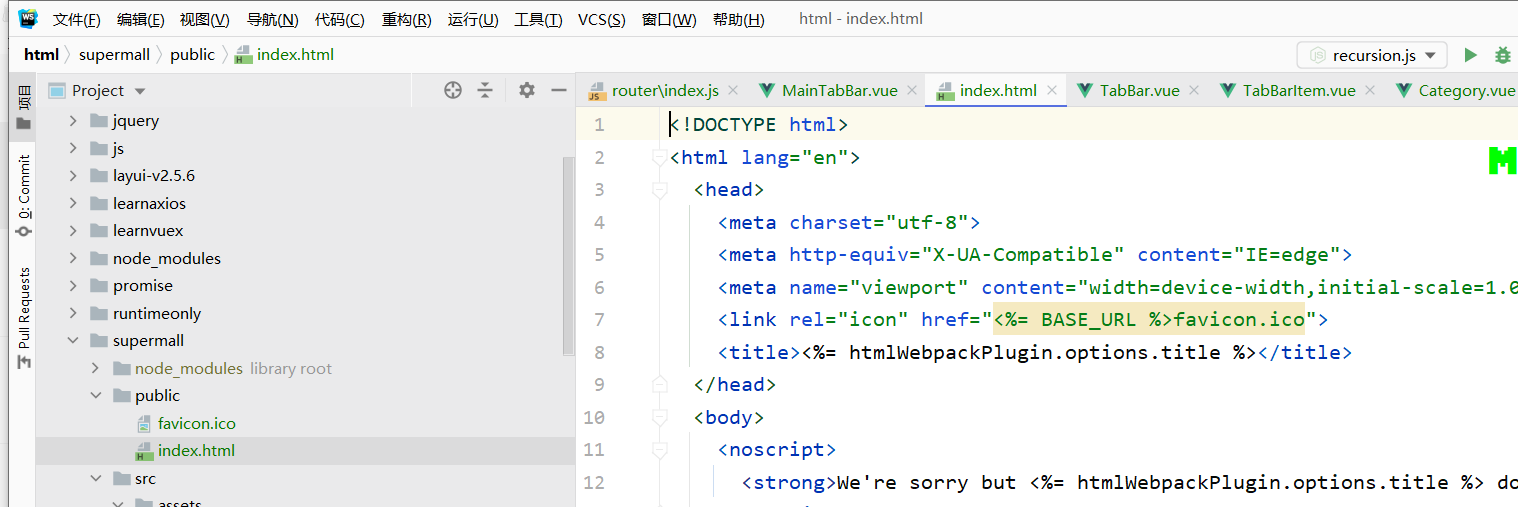 WS 文件(F) 编辑(E) 视图(V) 导航(N) 代码(C) 重构(R) 运行(U) 工具(T) VCS(S) 窗口(W) 帮助(H) html - index.html
html supermall public index.html recursion.js
项目
0: Commit
Pull Requests
Project
jquery
js
layui-v2.5.6
learnaxios
learnvuex
node_modules
promise
runtimeonly
supermall
node_modules library root
public
favicon.ico
index.html
src
assets
router\index.js MainTabBar.vue index.html TabBar.vue TabBarItem.vue Category.vue
1 <!DOCTYPE html>
2 <html lang="en">
3 <head>
4 <meta charset="utf-8">
5 <meta http-equiv="X-UA-Compatible" content="IE=edge">
6 <meta name="viewport" content="width=device-width,initial-scale=1.0
7 <link rel="icon" href="<%= BASE_URL %>favicon.ico">
8 <title><%= htmlWebpackPlugin.options.title %></title>
9 </head>
10 <body>
11 <noscript>
12 <strong>We're sorry but <%= htmlWebpackPlugin.options.title %> do
M